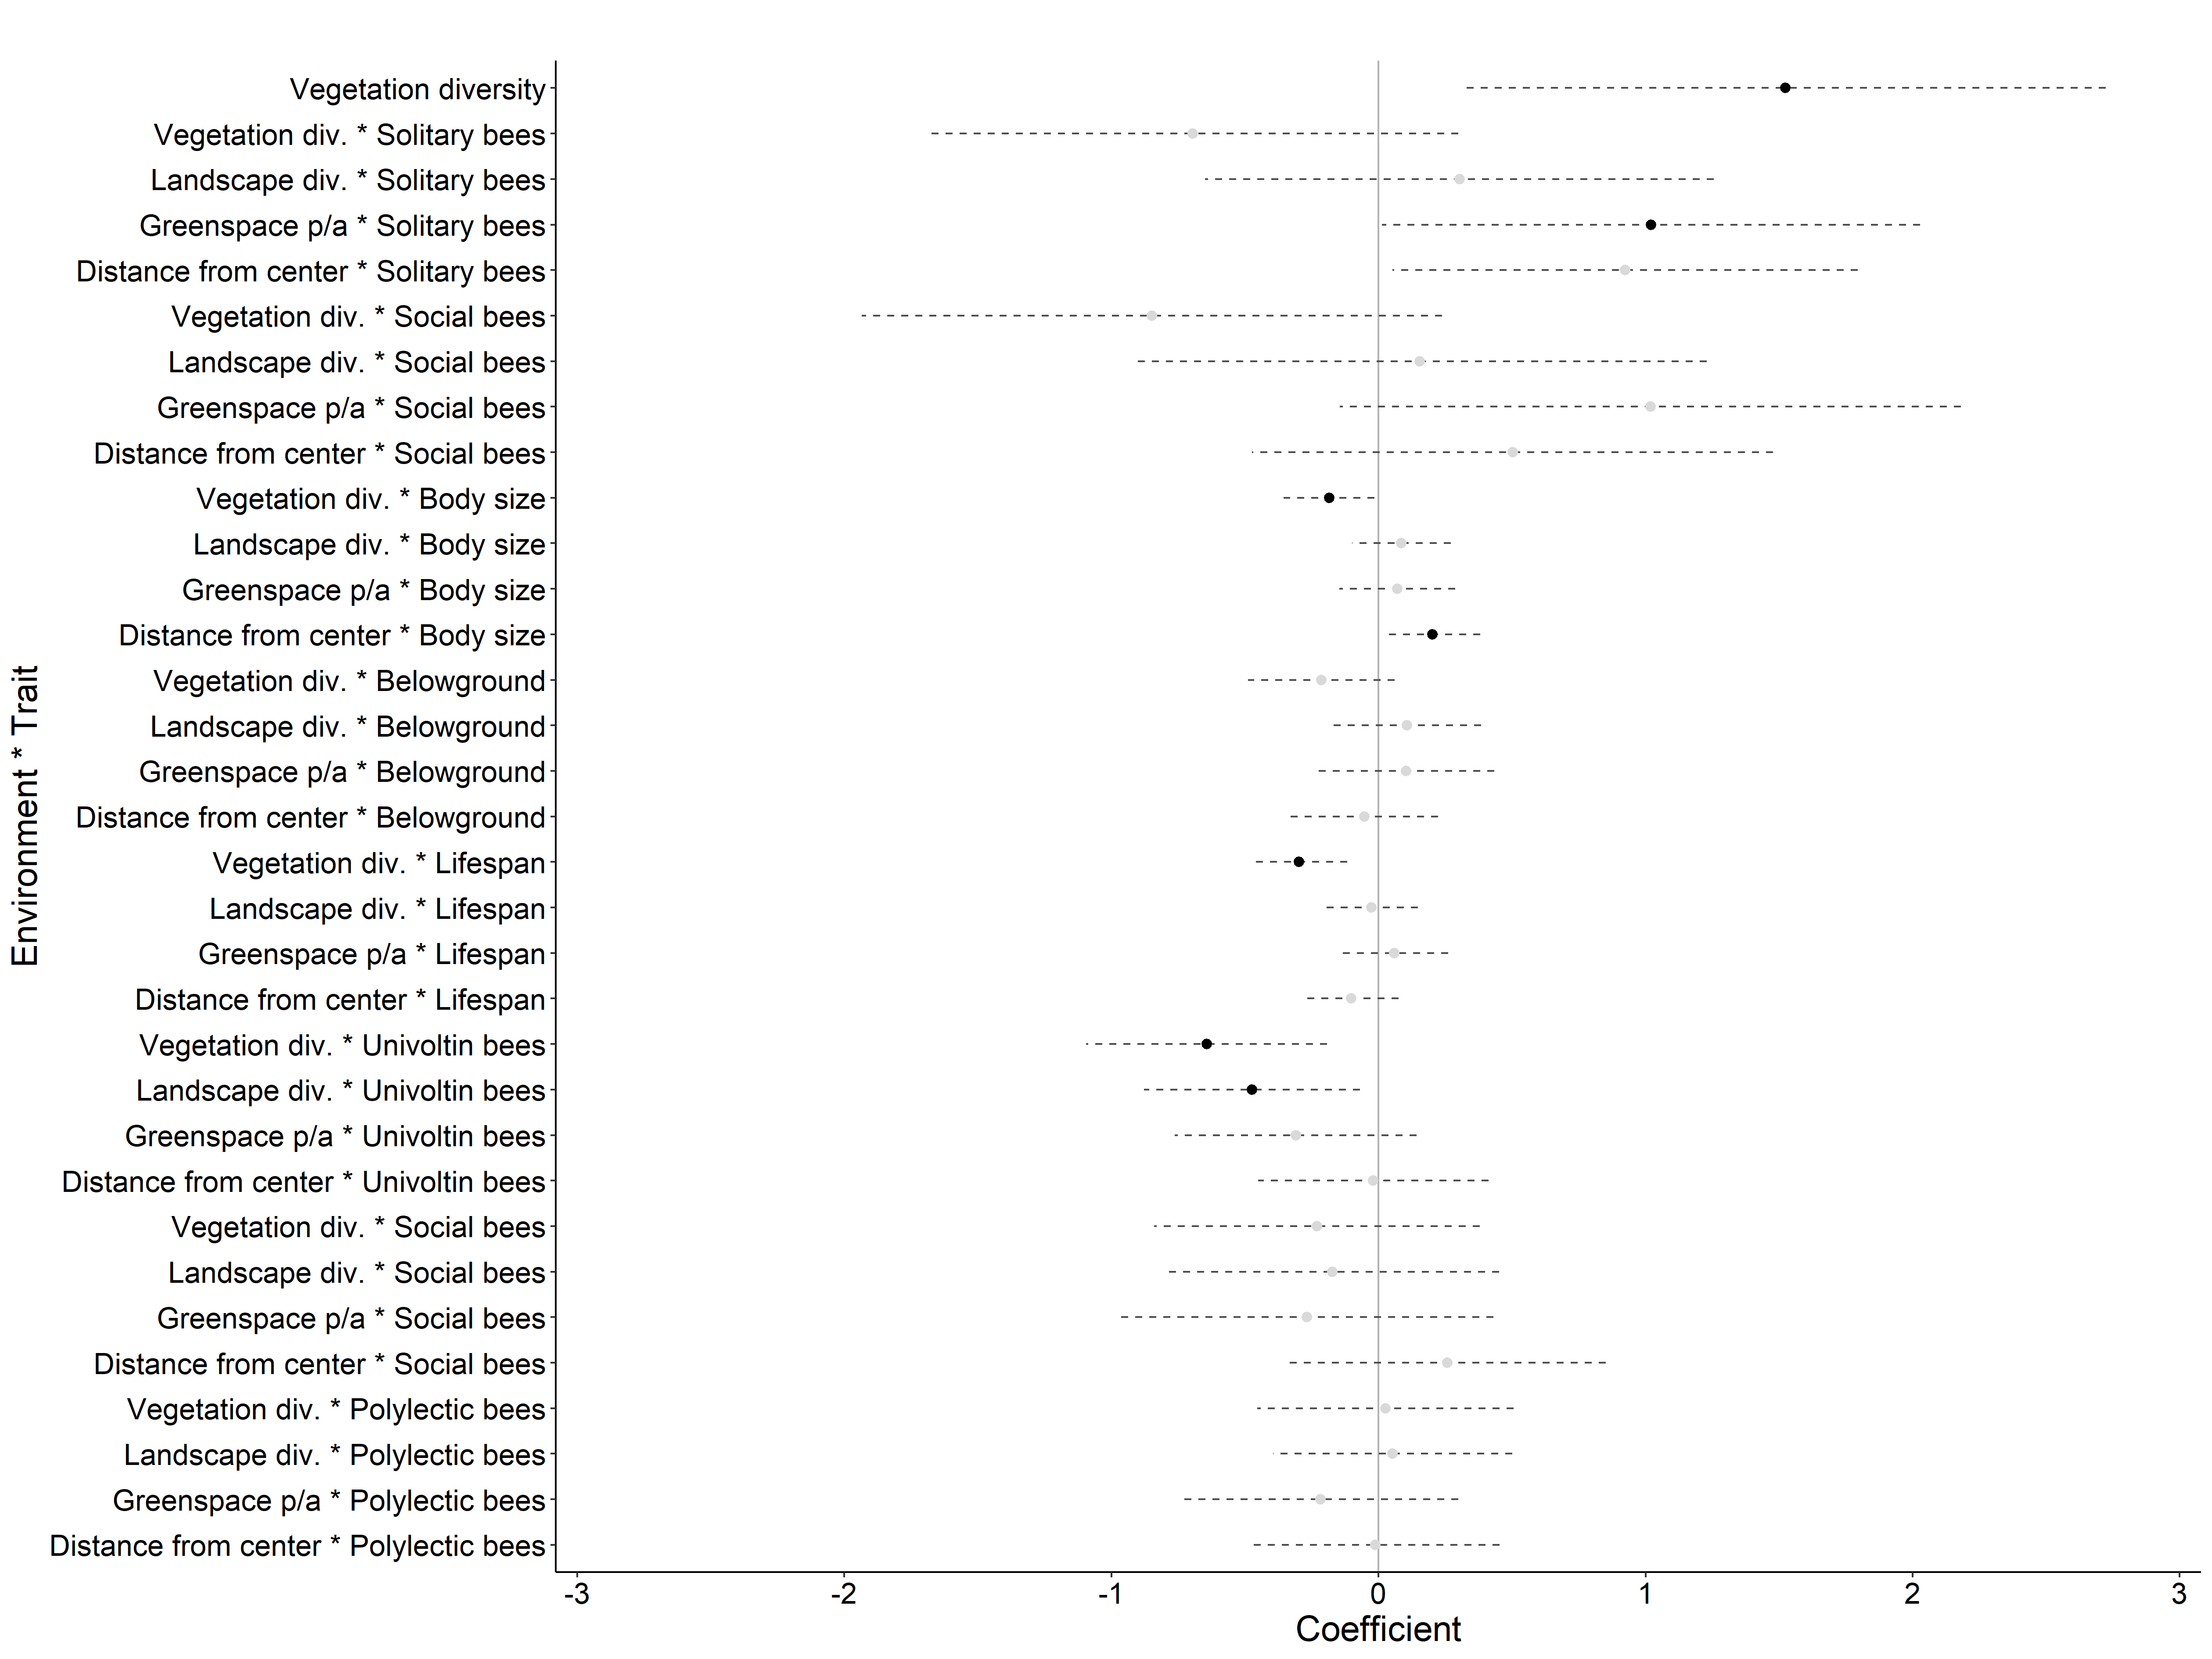 Vegetation diversity
Vegetation div. * Solitary bees
Landscape div. * Solitary bees
Greenspace p/a * Solitary bees
Distance from center * Solitary bees
Vegetation div. * Social bees
Landscape div. * Social bees
Greenspace p/a * Social bees
Distance from center * Social bees
Vegetation div. * Body size
Landscape div. * Body size
Greenspace p/a * Body size
Distance from center * Body size
Vegetation div. * Belowground
Landscape div. * Belowground
Greenspace p/a * Belowground
Distance from center * Belowground
Vegetation div. * Lifespan
Landscape div. * Lifespan
Greenspace p/a * Lifespan
Distance from center * Lifespan
Vegetation div. * Univoltin bees
Landscape div. * Univoltin bees
Greenspace p/a * Univoltin bees
Distance from center * Univoltin bees
Vegetation div. * Social bees
Landscape div. * Social bees
Greenspace p/a * Social bees
Distance from center * Social bees
Vegetation div. * Polylectic bees
Landscape div. * Polylectic bees
Greenspace p/a * Polylectic bees
Distance from center * Polylectic bees
Environment * Trait
-3 -2 -1 0 1 2 3
Coefficient